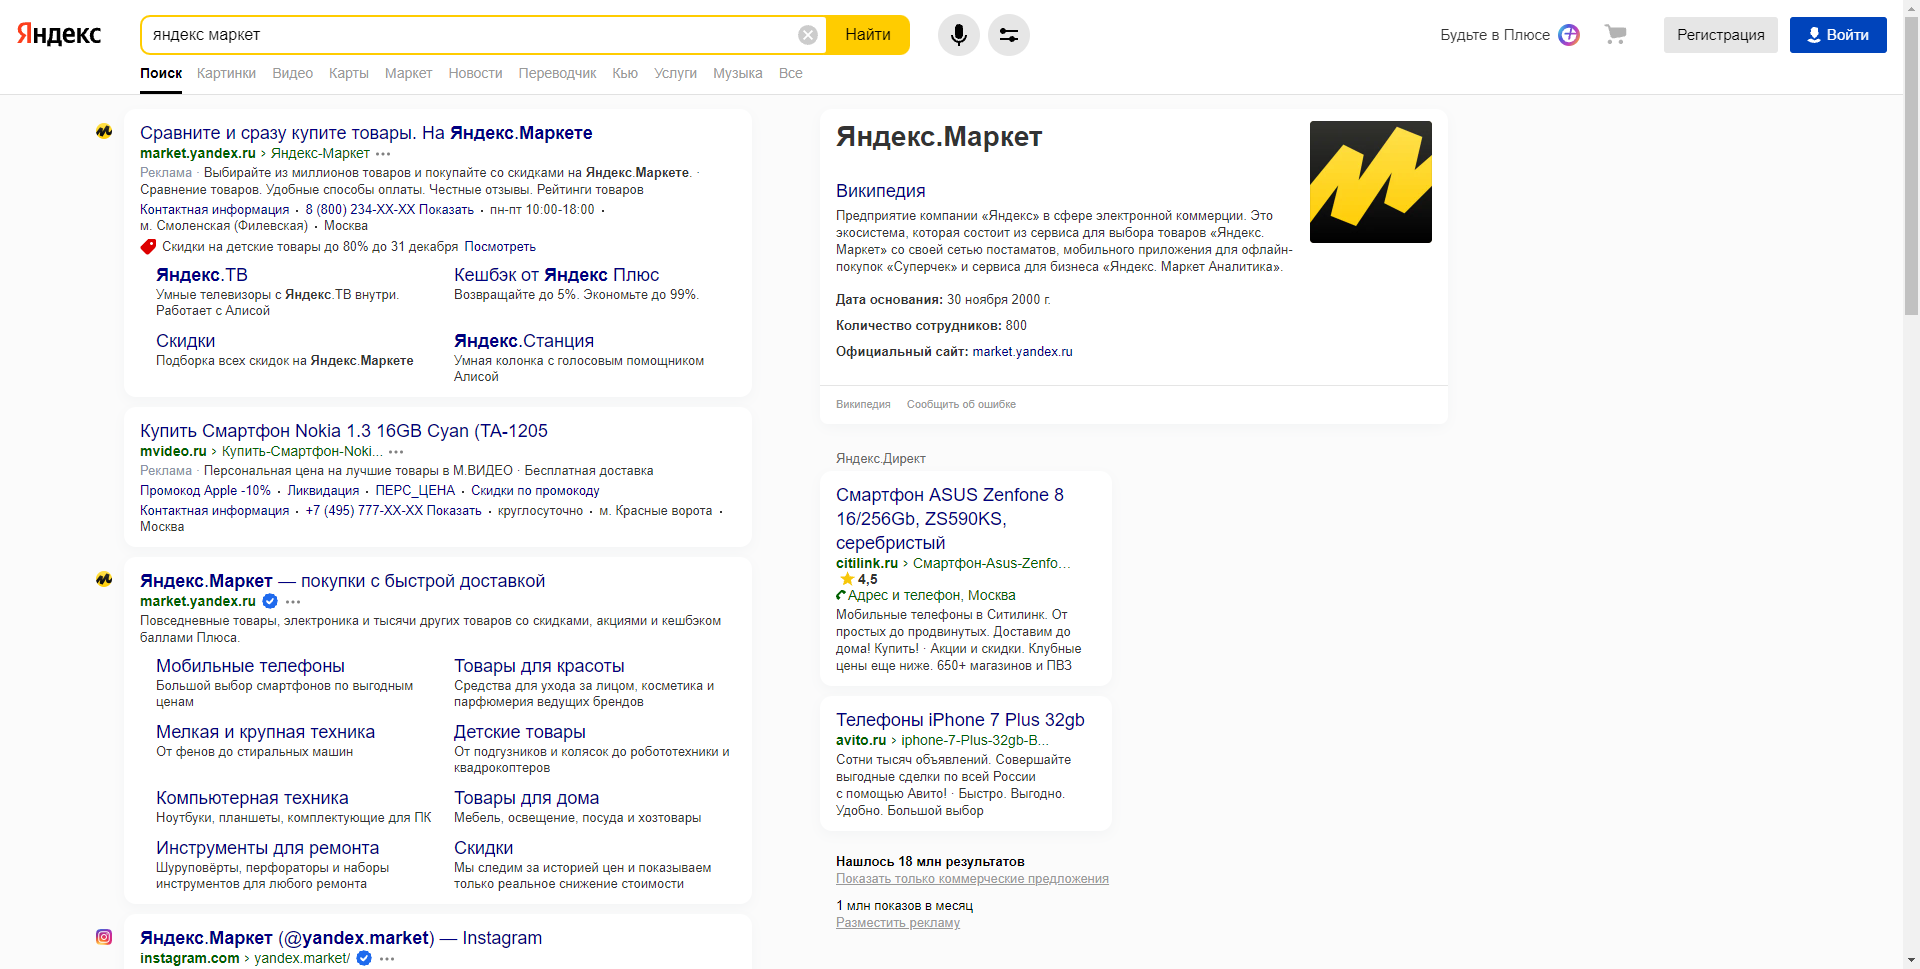 Яндекс
яндекс маркет
Найти
Будьте в Плюсе
Регистрация
Войти
Поиск Картинки Видео Карты Маркет Новости Переводчик Кью Услуги Музыка Все
Сравните и сразу купите товары. На Яндекс.Маркете
market.yandex.ru › Яндекс-Маркет
Реклама · Выбирайте из миллионов товаров и покупайте со скидками на Яндекс.Маркете. ·
Сравнение товаров. Удобные способы оплаты. Честные отзывы. Рейтинги товаров
Контактная информация · 8 (800) 234-XX-XX Показать · пн-пт 10:00-18:00 ·
м. Смоленская (Филевская) · Москва
Скидки на детские товары до 80% до 31 декабря Посмотреть
Яндекс.ТВ
Умные телевизоры с Яндекс.ТВ внутри.
Работает с Алисой
Кешбэк от Яндекс Плюс
Возвращайте до 5%. Экономьте до 99%.
Скидки
Подборка всех скидок на Яндекс.Маркете
Яндекс.Станция
Умная колонка с голосовым помощником
Алисой
Купить Смартфон Nokia 1.3 16GB Cyan (TA-1205
mvideo.ru › Купить-Смартфон-Noki...
Реклама · Персональная цена на лучшие товары в М.ВИДЕО · Бесплатная доставка
Промокод Apple -10% · Ликвидация · ПЕРС_ЦЕНА · Скидки по промокоду
Контактная информация · +7 (495) 777-XX-XX Показать · круглосуточно · м. Красные ворота ·
Москва
Яндекс.Маркет — покупки с быстрой доставкой
market.yandex.ru
Повседневные товары, электроника и тысячи других товаров со скидками, акциями и кешбэком
баллами Плюса.
Мобильные телефоны
Большой выбор смартфонов по выгодным
ценам
Товары для красоты
Средства для ухода за лицом, косметика и
парфюмерия ведущих брендов
Мелкая и крупная техника
От фенов до стиральных машин
Детские товары
От подгузников и колясок до робототехники и
квадрокоптеров
Компьютерная техника
Ноутбуки, планшеты, комплектующие для ПК
Товары для дома
Мебель, освещение, посуда и хозтовары
Инструменты для ремонта
Шуруповёрты, перфораторы и наборы
инструментов для любого ремонта
Скидки
Мы следим за историей цен и показываем
только реальное снижение стоимости
Яндекс.Маркет (@yandex.market) — Instagram
instagram.com › yandex.market/
Яндекс.Маркет
Википедия
Предприятие компании «Яндекс» в сфере электронной коммерции. Это
экосистема, которая состоит из сервиса для выбора товаров «Яндекс.
Маркет» со своей сетью постаматов, мобильного приложения для офлайн-
покупок «Суперчек» и сервиса для бизнеса «Яндекс. Маркет Аналитика».
Дата основания: 30 ноября 2000 г.
Количество сотрудников: 800
Официальный сайт: market.yandex.ru
Википедия Сообщить об ошибке
Яндекс.Директ
Смартфон ASUS Zenfone 8
16/256Gb, ZS590KS,
серебристый
citilink.ru › Смартфон-Asus-Zenfo...
4,5
Адрес и телефон, Москва
Мобильные телефоны в Ситилинк. От
простых до продвинутых. Доставим до
дома! Купить! · Акции и скидки. Клубные
цены еще ниже. 650+ магазинов и ПВЗ
Телефоны iPhone 7 Plus 32gb
avito.ru › iphone-7-Plus-32gb-B...
Сотни тысяч объявлений. Совершайте
выгодные сделки по всей России
с помощью Авито! · Быстро. Выгодно.
Удобно. Большой выбор
Нашлось 18 млн результатов
Показать только коммерческие предложения
1 млн показов в месяц
Разместить рекламу